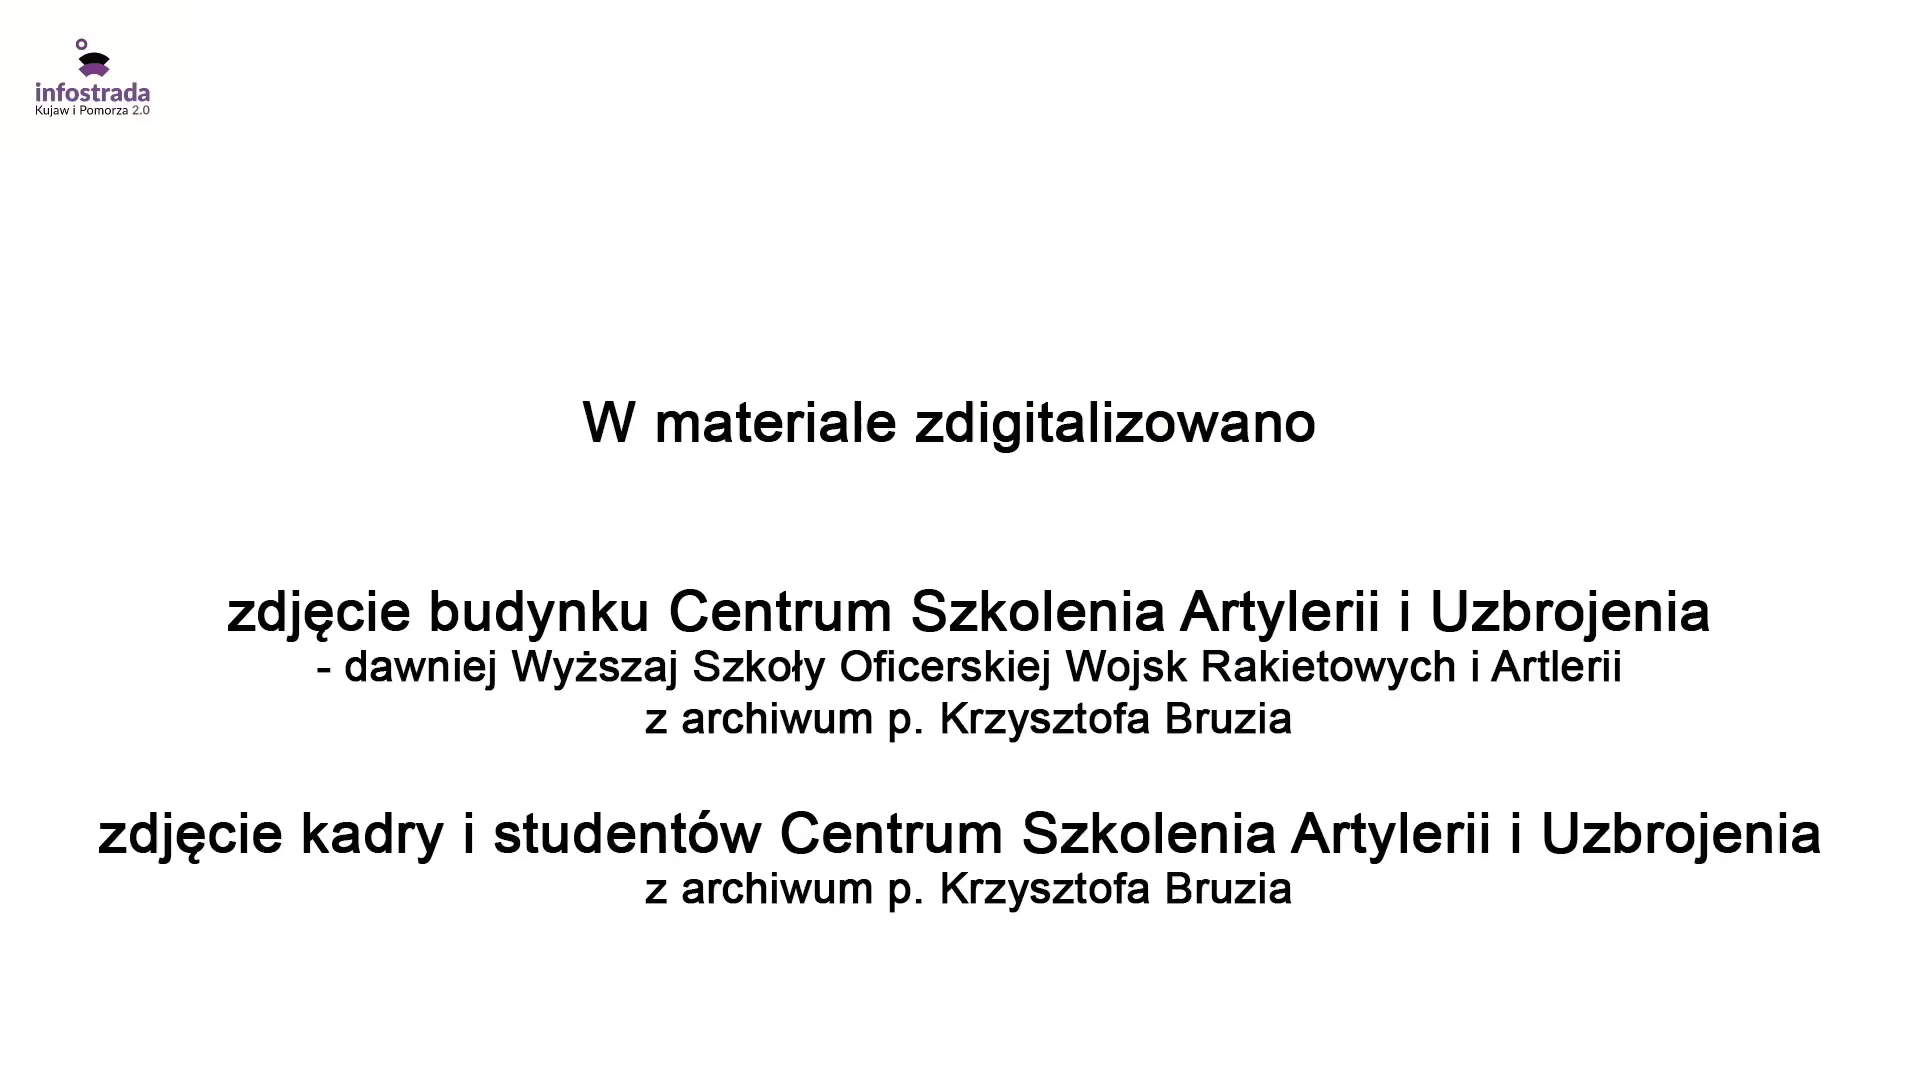 infostrada
Kujaw i Pomorza 2.0
W materiale zdigitalizowano
zdjęcie budynku Centrum Szkolenia Artylerii i Uzbrojenia
- dawniej Wyższaj Szkoły Oficerskiej Wojsk Rakietowych i Artlerii
z archiwum p. Krzysztofa Bruzia
zdjęcie kadry i studentów Centrum Szkolenia Artylerii i Uzbrojenia
z archiwum p. Krzysztofa Bruzia